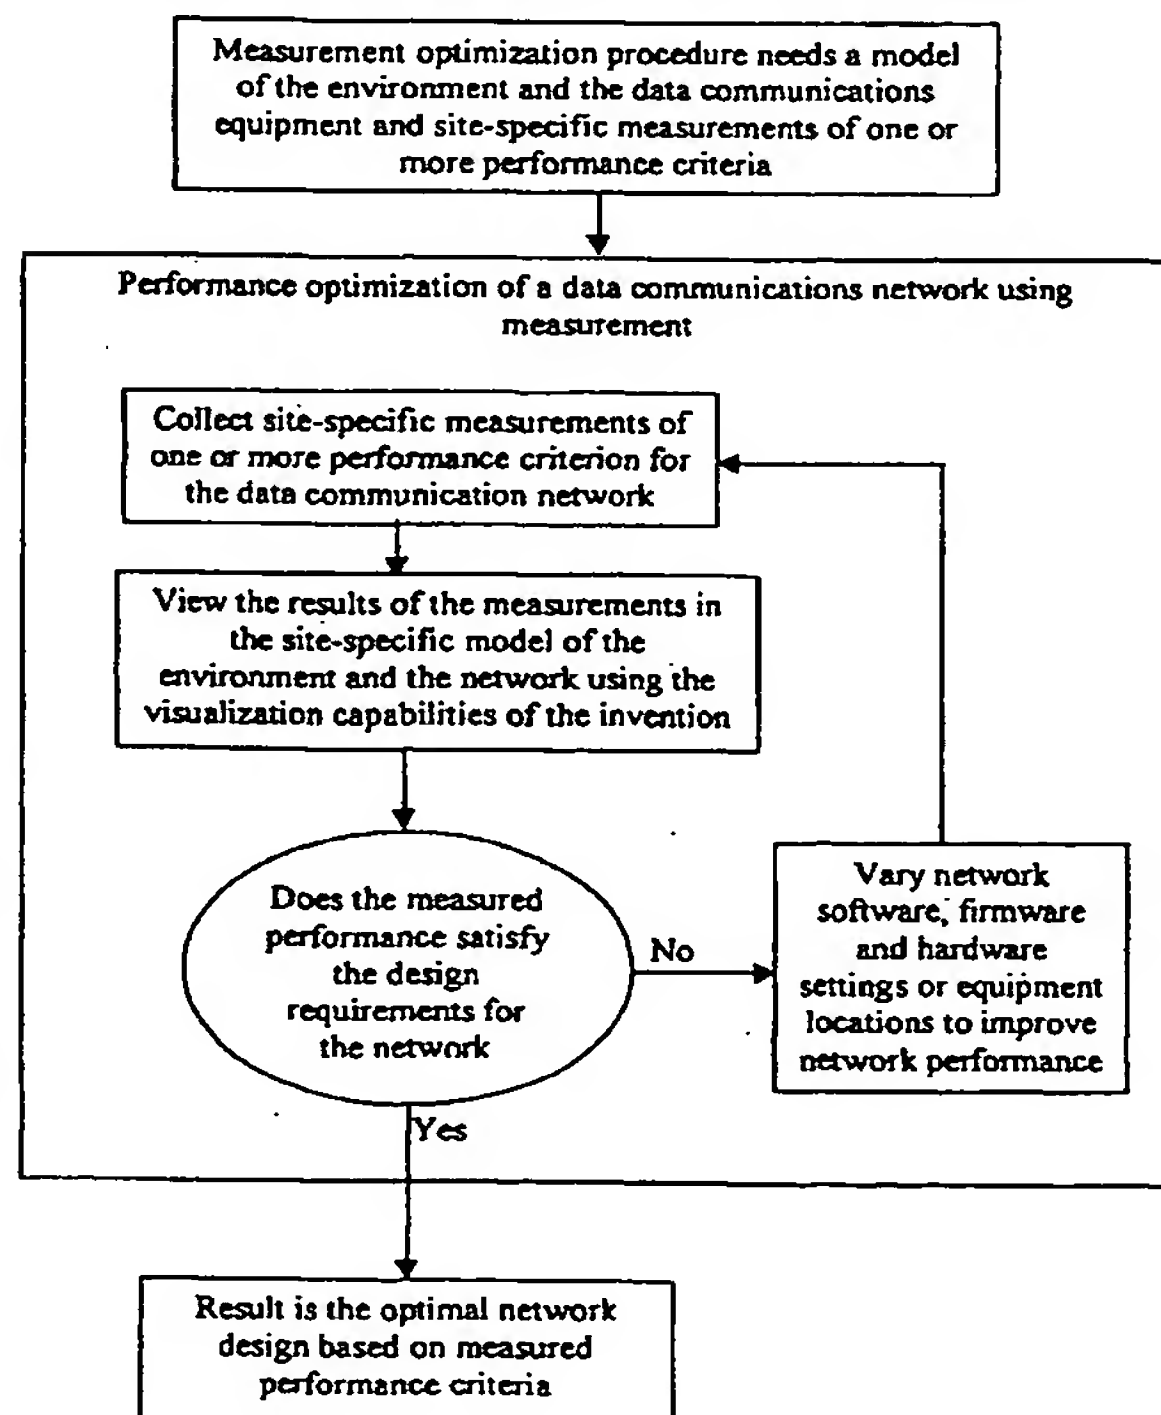 Measurement optimization procedure needs a model
of the environment and the data communications
equipment and site-specific measurements of one or
more performance criteria
Performance optimization of a data communications network using
measurement
Collect site-specific measurements of
one or more performance criterion for
the data communication network
View the results of the measurements in
the site-specific model of the
environment and the network using the
visualization capabilities of the invention
Does the measured
performance satisfy
the design
requirements for
the network
No
Vary network
software, firmware
and hardware
settings or equipment
locations to improve
network performance
Yes
Result is the optimal network
design based on measured
performance criteria